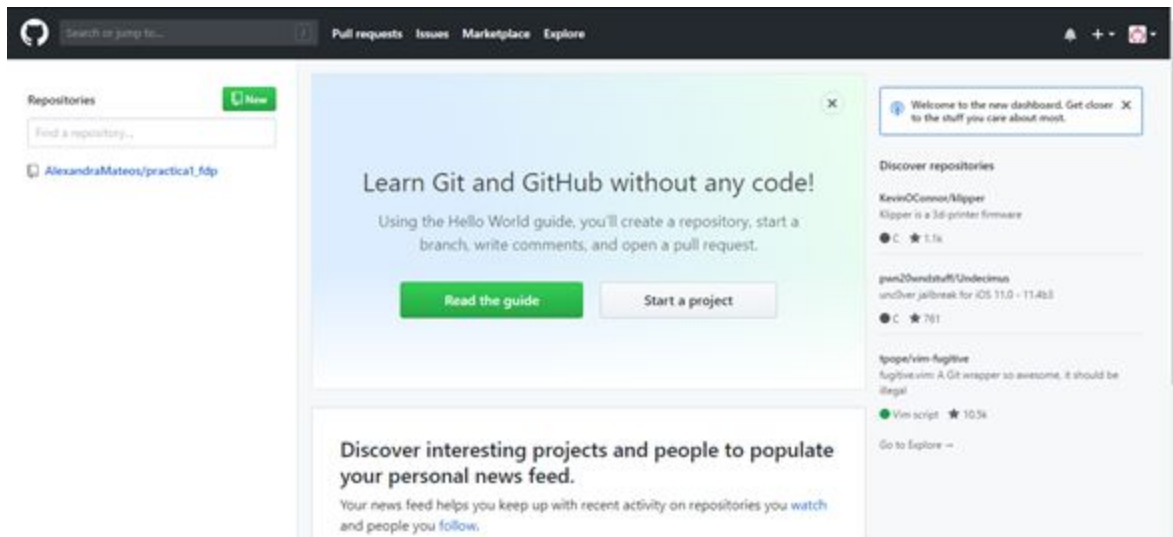 Search or jump to... /
Pull requests Issues Marketplace Explore
Repositories
New
Find a repository...
AlexandraMateos/practica1_fdp
Learn Git and GitHub without any code!
Using the Hello World guide, you'll create a repository, start a
branch, write comments, and open a pull request.
Read the guide
Start a project
Discover interesting projects and people to populate
your personal news feed.
Your news feed helps you keep up with recent activity on repositories you watch
and people you follow.
Welcome to the new dashboard. Get closer
to the stuff you care about most.
Discover repositories
KevinOConnor/klipper
Klipper is a 3d-printer firmware
C 1.1k
pwn20wndstuff/Undecimus
unc0ver jailbreak for iOS 11.0 - 11.4b3
C 761
tpope/vim-fugitive
fugitive.vim: A Git wrapper so awesome, it should be
illegal
Vim script 10.5k
Go to Explore →